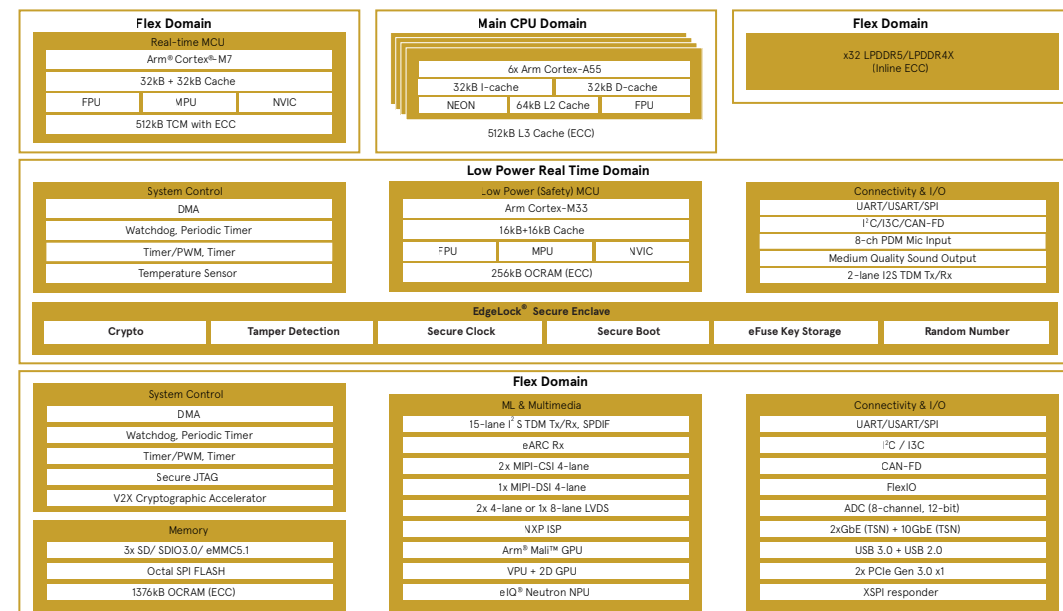 Flex Domain
Real-time MCU
Arm® Cortex®-M7
32kB + 32kB Cache
FPU MPU NVIC
512kB TCM with ECC
Main CPU Domain
6x Arm Cortex-A55
32kB I-cache 32kB D-cache
NEON 64kB L2 Cache FPU
512kB L3 Cache (ECC)
Flex Domain
x32 LPDDR5/LPDDR4X
(Inline ECC)
Low Power Real Time Domain
System Control
DMA
Watchdog, Periodic Timer
Timer/PWM, Timer
Temperature Sensor
Low Power (Safety) MCU
Arm Cortex-M33
16kB+16kB Cache
FPU MPU NVIC
256kB OCRAM (ECC)
Connectivity & I/O
UART/USART/SPI
I²C/I3C/CAN-FD
8-ch PDM Mic Input
Medium Quality Sound Output
2-lane I2S TDM Tx/Rx
EdgeLock® Secure Enclave
Crypto Tamper Detection Secure Clock Secure Boot eFuse Key Storage Random Number
Flex Domain
System Control
DMA
Watchdog, Periodic Timer
Timer/PWM, Timer
Secure JTAG
V2X Cryptographic Accelerator
Memory
3x SD/ SDIO3.0/ eMMC5.1
Octal SPI FLASH
1376kB OCRAM (ECC)
ML & Multimedia
15-lane I²S TDM Tx/Rx, SPDIF
eARC Rx
2x MIPI-CSI 4-lane
1x MIPI-DSI 4-lane
2x 4-lane or 1x 8-lane LVDS
NXP ISP
Arm® Mali™ GPU
VPU + 2D GPU
eIQ® Neutron NPU
Connectivity & I/O
UART/USART/SPI
I²C / I3C
CAN-FD
FlexIO
ADC (8-channel, 12-bit)
2xGbE (TSN) + 10GbE (TSN)
USB 3.0 + USB 2.0
2x PCIe Gen 3.0 x1
XSPI responder